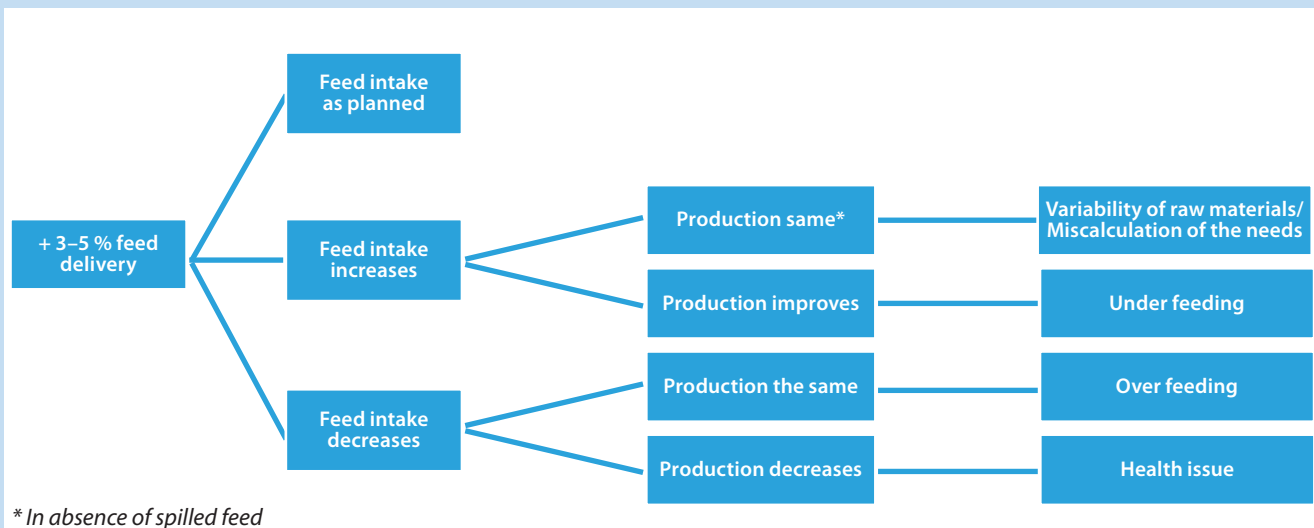 Feed intake
as planned
+ 3–5 % feed
delivery
Feed intake
increases
Feed intake
decreases
Production same*
Production improves
Production the same
Production decreases
Variability of raw materials/
Miscalculation of the needs
Under feeding
Over feeding
Health issue
* In absence of spilled feed